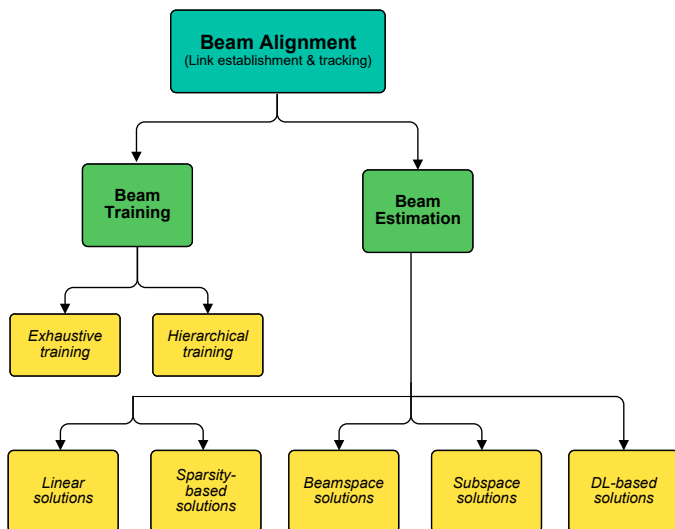 Beam Alignment
(Link establishment & tracking)
Beam
Training
Beam
Estimation
Exhaustive
training
Hierarchical
training
Linear
solutions
Sparsity-
based solutions
Beamspace
solutions
Subspace
solutions
DL-based
solutions